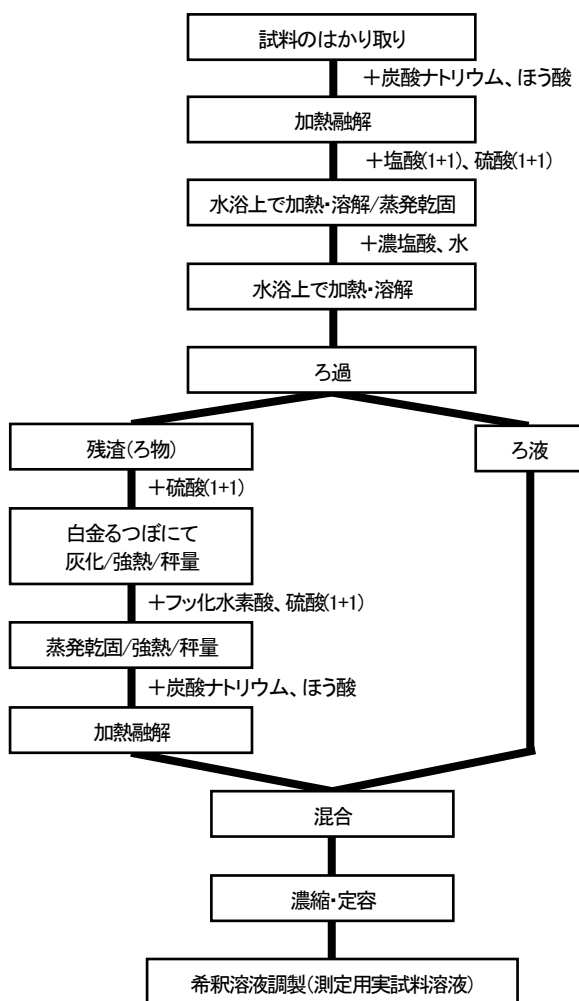 試料のはかり取り
＋炭酸ナトリウム、ほう酸
加熱融解
＋塩酸(1+1)、硫酸(1+1)
水浴上で加熱・溶解/蒸発乾固
＋濃塩酸、水
水浴上で加熱・溶解
ろ過
残渣(ろ物)
ろ液
＋硫酸(1+1)
白金るつぼにて
灰化/強熱/秤量
＋フッ化水素酸、硫酸(1+1)
蒸発乾固/強熱/秤量
＋炭酸ナトリウム、ほう酸
加熱融解
混合
濃縮・定容
希釈溶液調製(測定用実試料溶液)